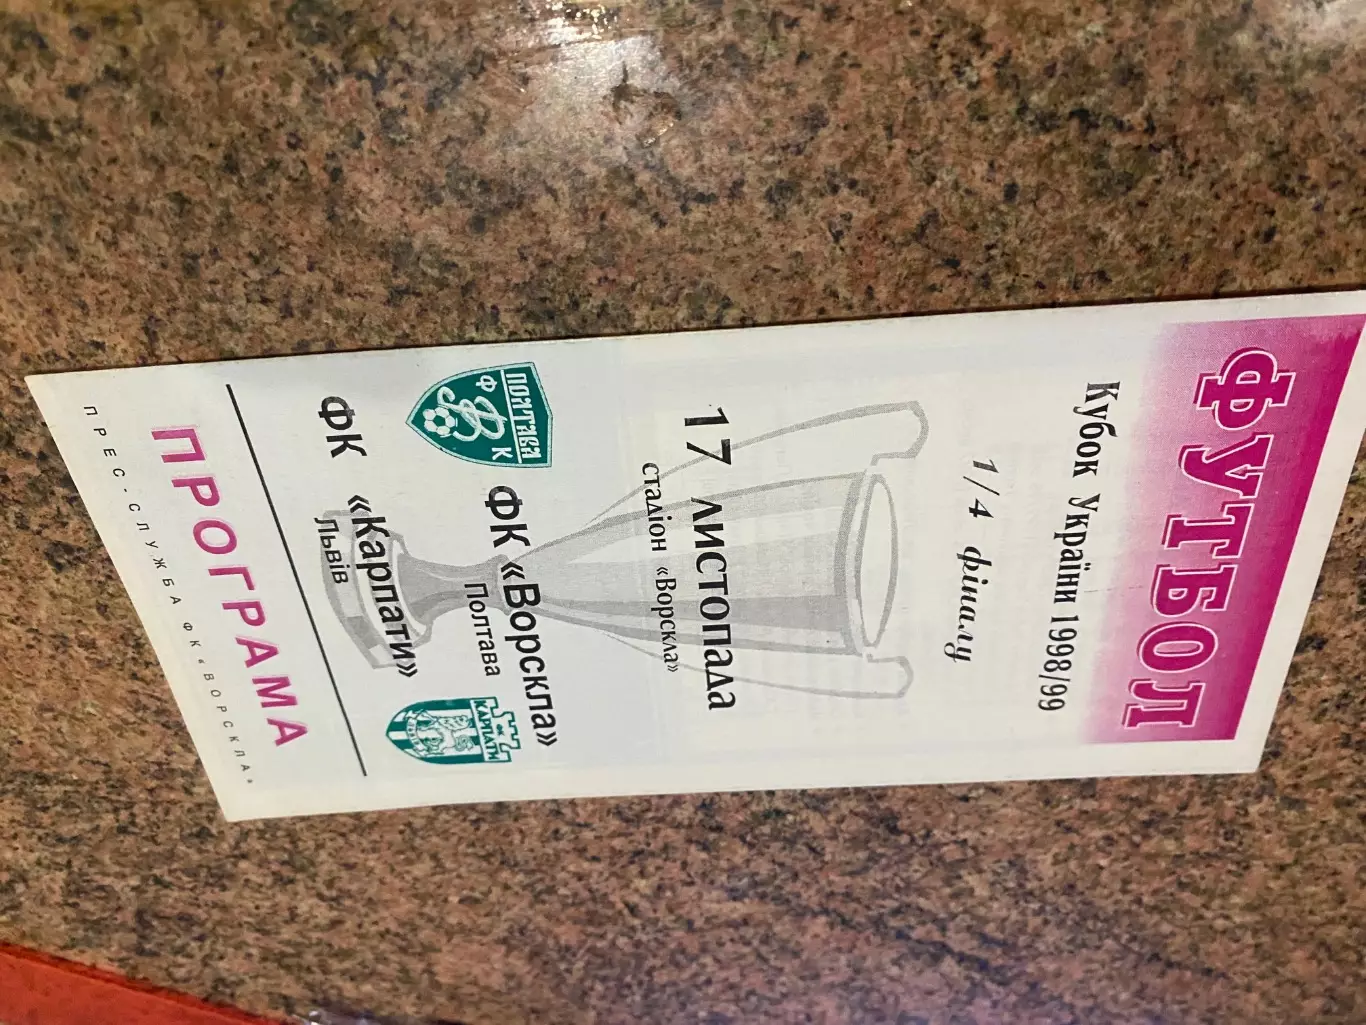 ФУТБОЛ
Кубок України 1998/99
1/4 фіналу
17 листопада
стадіон «Ворскла»
ПОЛТАВА
Ф К
ФК «Ворскла»
Полтава
КАРПАТИ
ФК «Карпати»
Львів
ПРОГРАМА
ПРЕС-СЛУЖБА ФК «ВОРСКЛА»